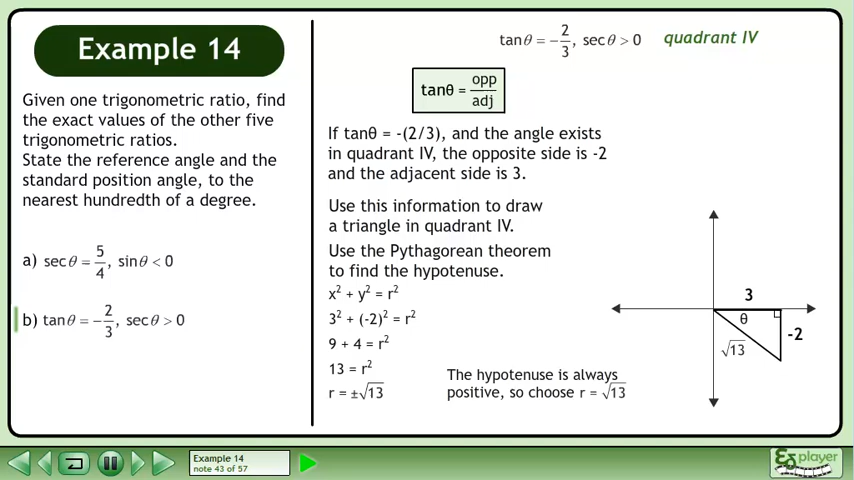 Example 14
Given one trigonometric ratio, find
the exact values of the other five
trigonometric ratios.
State the reference angle and the
standard position angle, to the
nearest hundredth of a degree.
a) secθ = 5/4, sinθ < 0
b) tanθ = -2/3, secθ > 0
tanθ = -2/3, secθ > 0 quadrant IV
tanθ = opp/adj
If tanθ = -(2/3), and the angle exists
in quadrant IV, the opposite side is -2
and the adjacent side is 3.
Use this information to draw
a triangle in quadrant IV.
Use the Pythagorean theorem
to find the hypotenuse.
x² + y² = r²
3² + (-2)² = r²
9 + 4 = r²
13 = r²
r = ±√13
The hypotenuse is always
positive, so choose r = √13
3
θ
-2
√13
Example 14
note 43 of 57
player